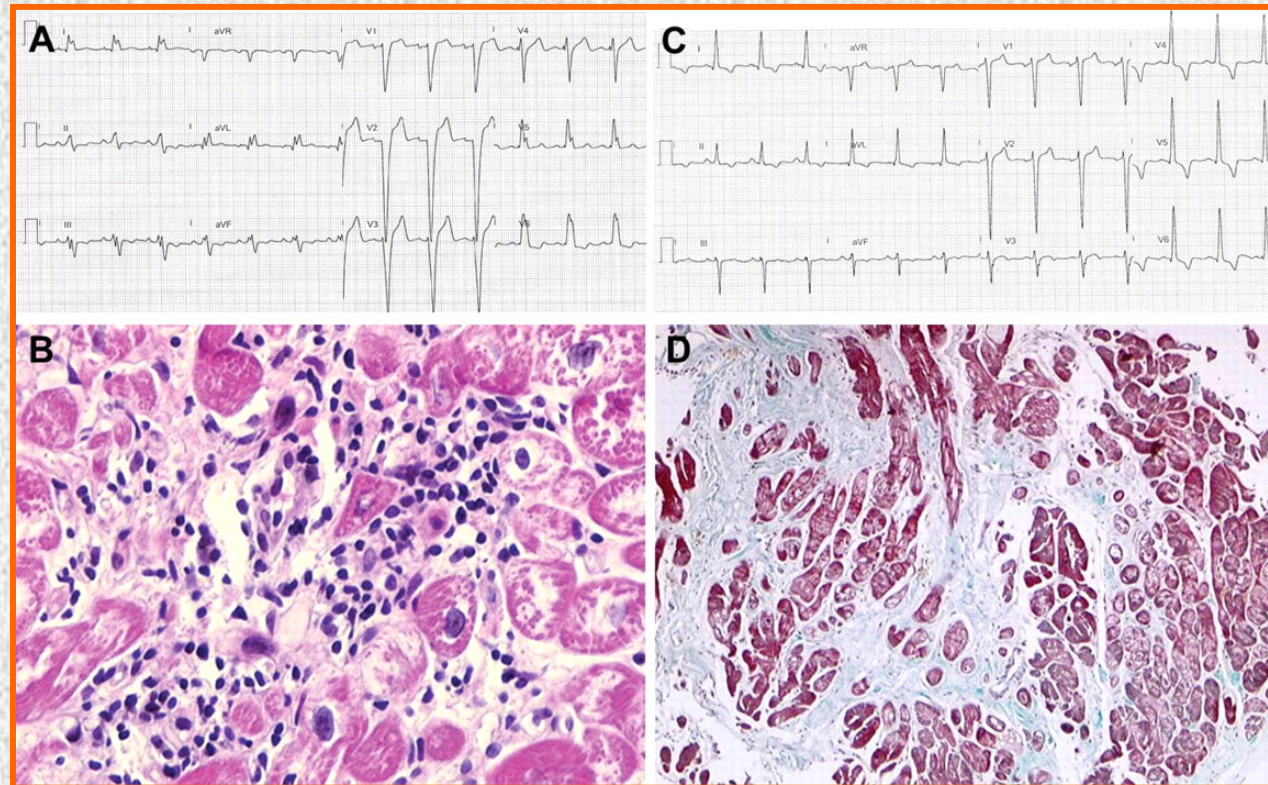 A
I aVR V1 V4
II aVL V2 V5
III aVF V3 V6
C
I aVR V1 V4
II aVL V2 V5
III aVF V3 V6
B
D